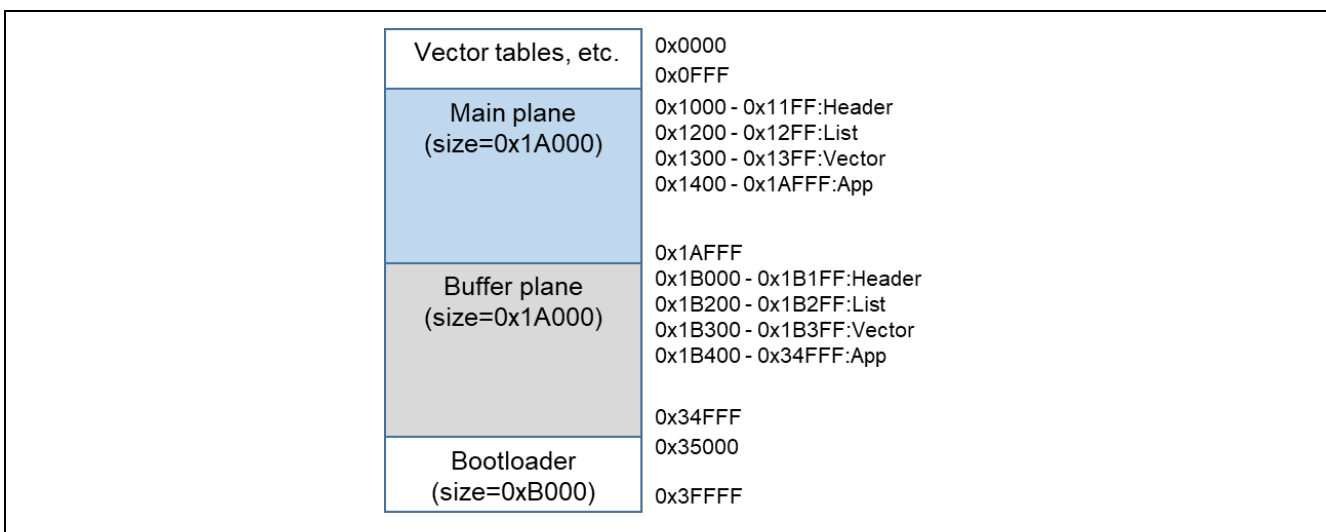 Vector tables, etc.
0x0000
0x0FFF
Main plane
(size=0x1A000)
0x1000 - 0x11FF:Header
0x1200 - 0x12FF:List
0x1300 - 0x13FF:Vector
0x1400 - 0x1AFFF:App
0x1AFFF
Buffer plane
(size=0x1A000)
0x1B000 - 0x1B1FF:Header
0x1B200 - 0x1B2FF:List
0x1B300 - 0x1B3FF:Vector
0x1B400 - 0x34FFF:App
0x34FFF
Bootloader
(size=0xB000)
0x35000
0x3FFFF